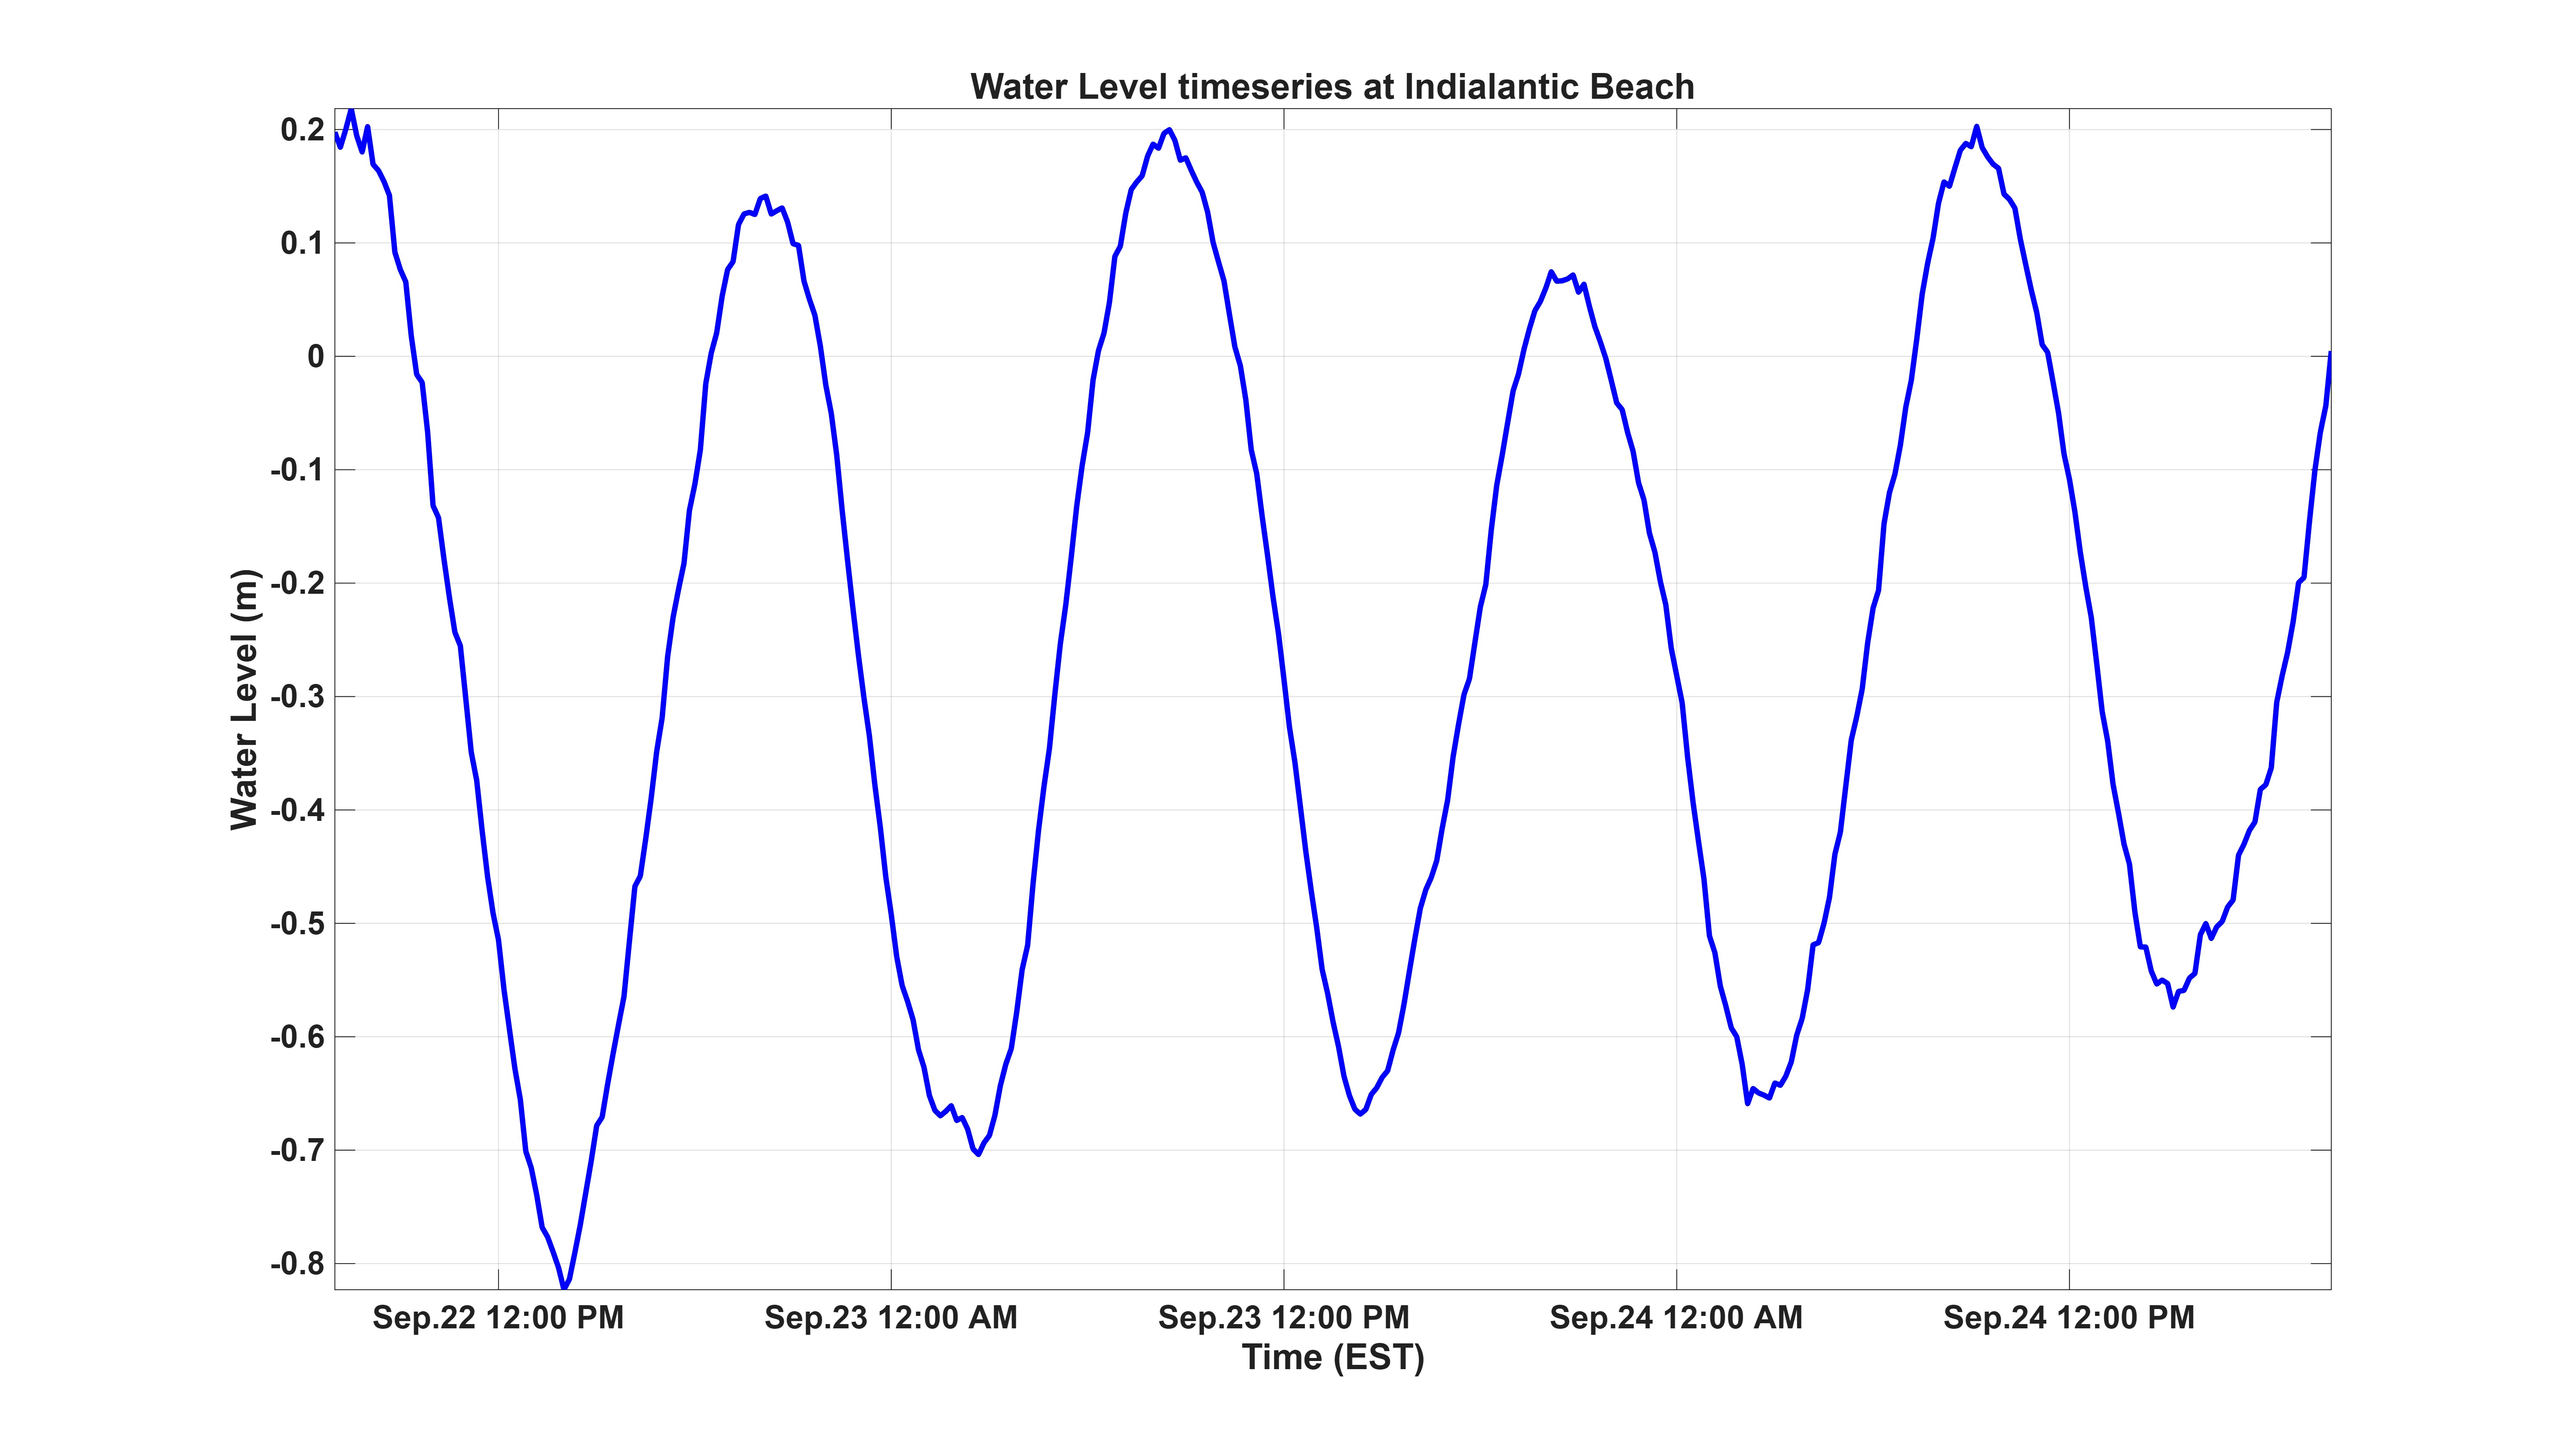 Water Level timeseries at Indialantic Beach
0.2
0.1
0
-0.1
-0.2
-0.3
-0.4
-0.5
-0.6
-0.7
-0.8
Water Level (m)
Sep.22 12:00 PM
Sep.23 12:00 AM
Sep.23 12:00 PM
Sep.24 12:00 AM
Sep.24 12:00 PM
Time (EST)